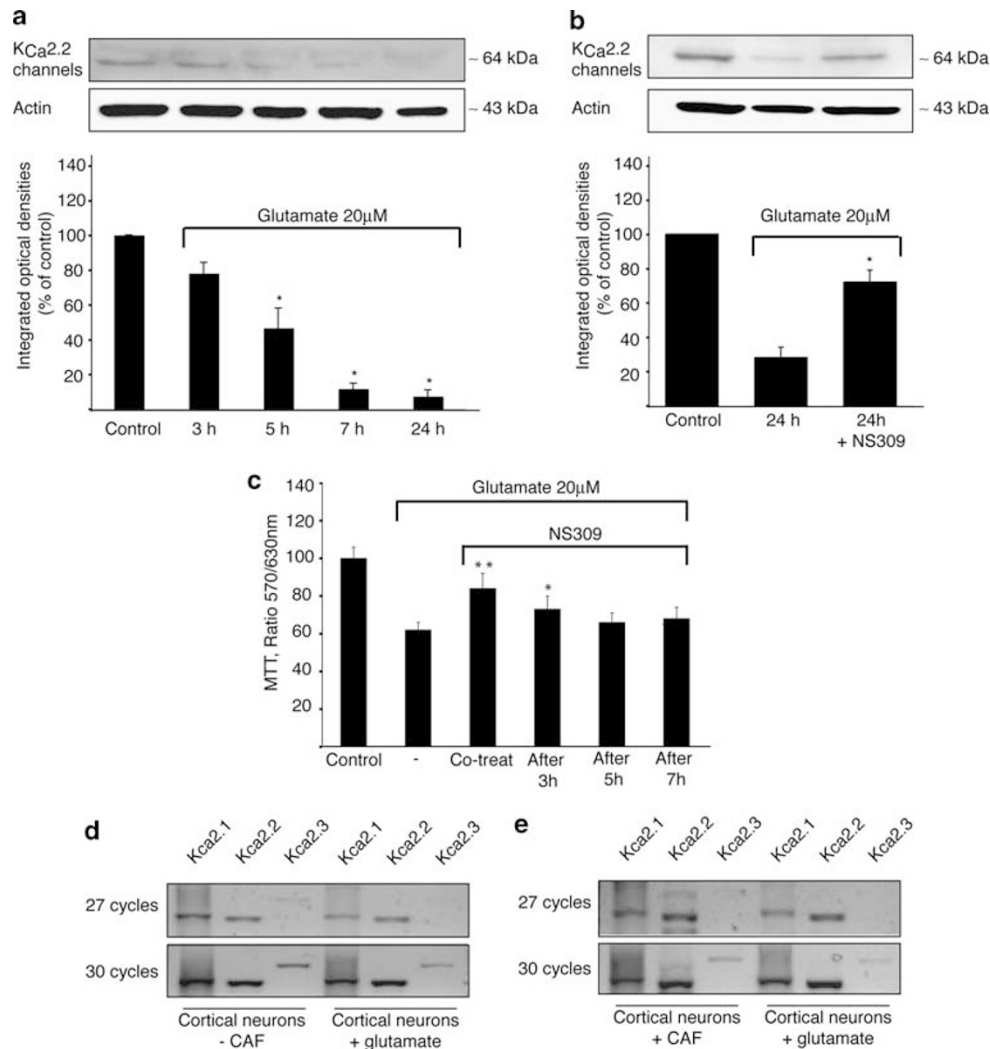 a
KCa2.2
channels
~ 64 kDa
Actin
~ 43 kDa
Integrated optical densities
(% of control)
140
120
100
80
60
40
20
Glutamate 20µM
*
*
*
Control 3 h 5 h 7 h 24 h
b
KCa2.2
channels
~ 64 kDa
Actin
~ 43 kDa
Integrated optical densities
(% of control)
140
120
100
80
60
40
20
Glutamate 20µM
*
Control 24 h 24h
+ NS309
c
MTT, Ratio 570/630nm
140
120
100
80
60
40
20
Glutamate 20µM
NS309
**
*
Control - Co-treat After After After
3h 5h 7h
d
Kca2.1 Kca2.2 Kca2.3 Kca2.1 Kca2.2 Kca2.3
27 cycles
30 cycles
Cortical neurons Cortical neurons
- CAF + glutamate
e
Kca2.1 Kca2.2 Kca2.3 Kca2.1 Kca2.2 Kca2.3
27 cycles
30 cycles
Cortical neurons Cortical neurons
+ CAF + glutamate